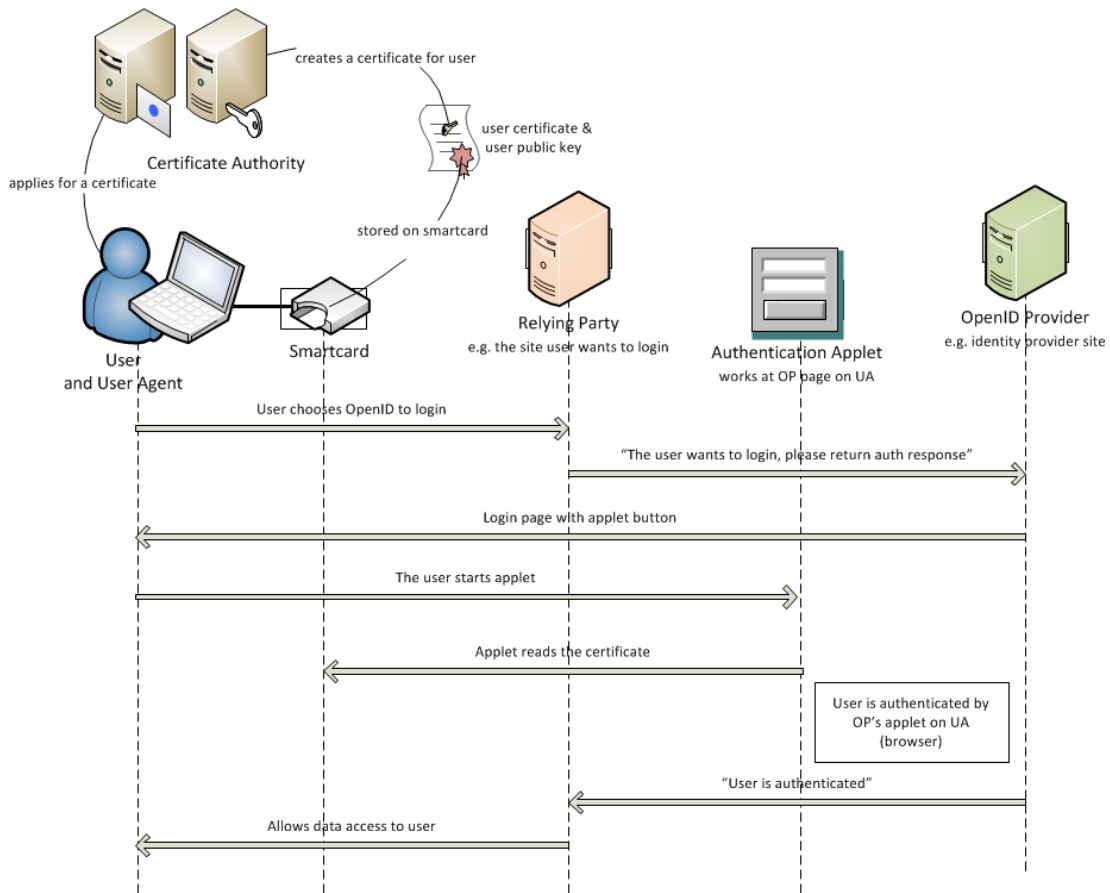 creates a certificate for user
user certificate &
user public key
Certificate Authority
applies for a certificate
stored on smartcard
User
and User Agent
Smartcard
Relying Party
e.g. the site user wants to login
Authentication Applet
works at OP page on UA
OpenID Provider
e.g. identity provider site
User chooses OpenID to login
“The user wants to login, please return auth response”
Login page with applet button
The user starts applet
Applet reads the certificate
User is authenticated by
OP’s applet on UA
(browser)
“User is authenticated”
Allows data access to user